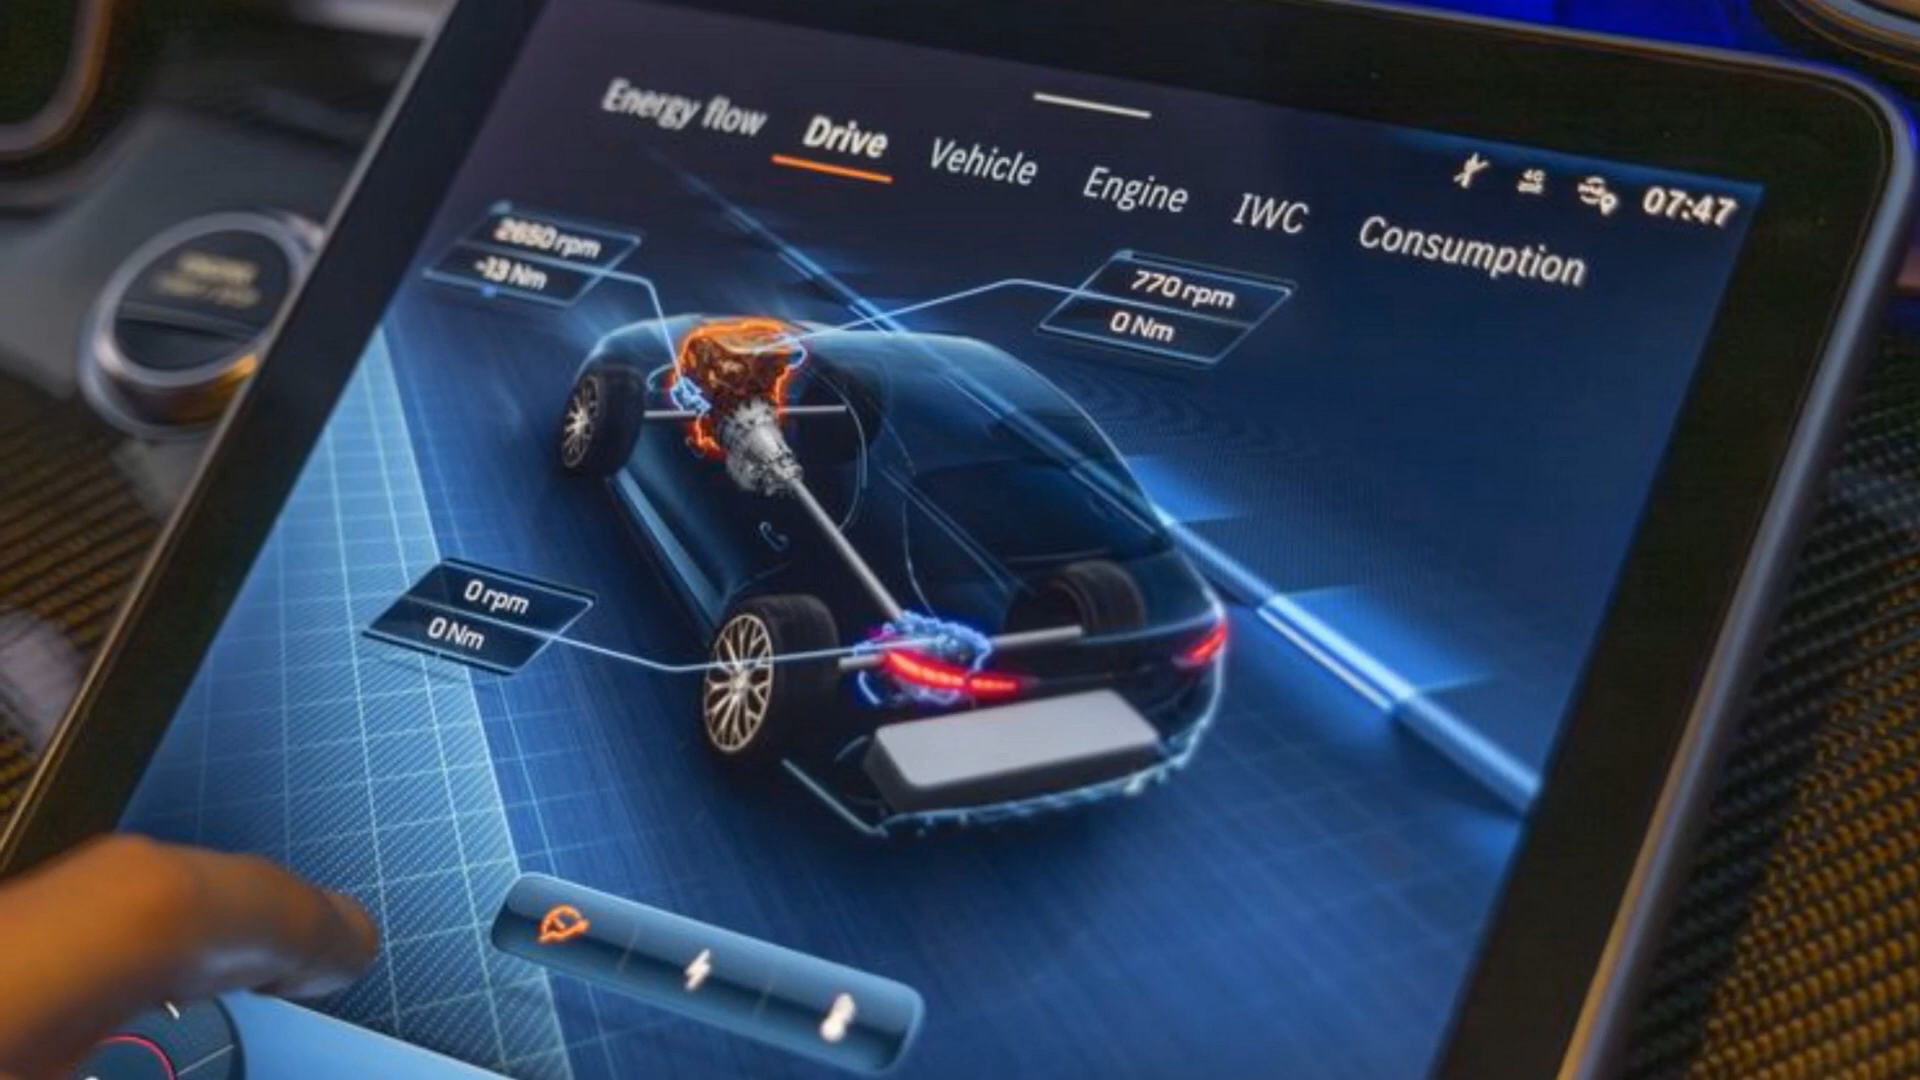 Energy flow
Drive
Vehicle
Engine
IWC
Consumption
4G
07:47
2650 rpm
-13 Nm
770 rpm
0 Nm
0 rpm
0 Nm